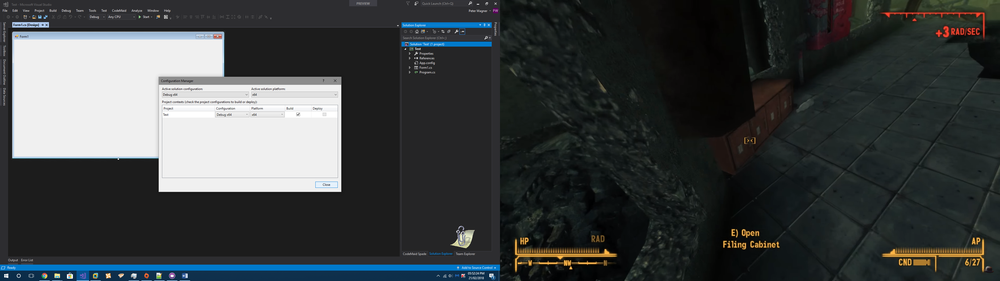 Test - Microsoft Visual Studio
PREVIEW
Quick Launch (Ctrl+Q)
File Edit View Project Build Debug Team Tools Test CodeMaid Analyze Window Help
Peter Wagner PW
Debug Any CPU Start
Server Explorer
Toolbox
Document Outline
Data Sources
Form1.cs [Design]
Form1
Configuration Manager
?
Active solution configuration: Active solution platform:
Debug x64 x64
Project contexts (check the project configurations to build or deploy):
Project Configuration Platform Build Deploy
Test Debug x64 x64
Close
Solution Explorer
Search Solution Explorer (Ctrl+;)
Solution 'Test' (1 project)
C# Test
Properties
References
App.config
Form1.cs
C# Program.cs
CodeMaid Spade Solution Explorer Team Explorer
Properties
Output Error List
Ready
Add to Source Control
05:52:24 PM
21/02/2018
3
+3 RAD/SEC
E) Open
Filing Cabinet
HP RAD
W NW N
AP
CND 6/27